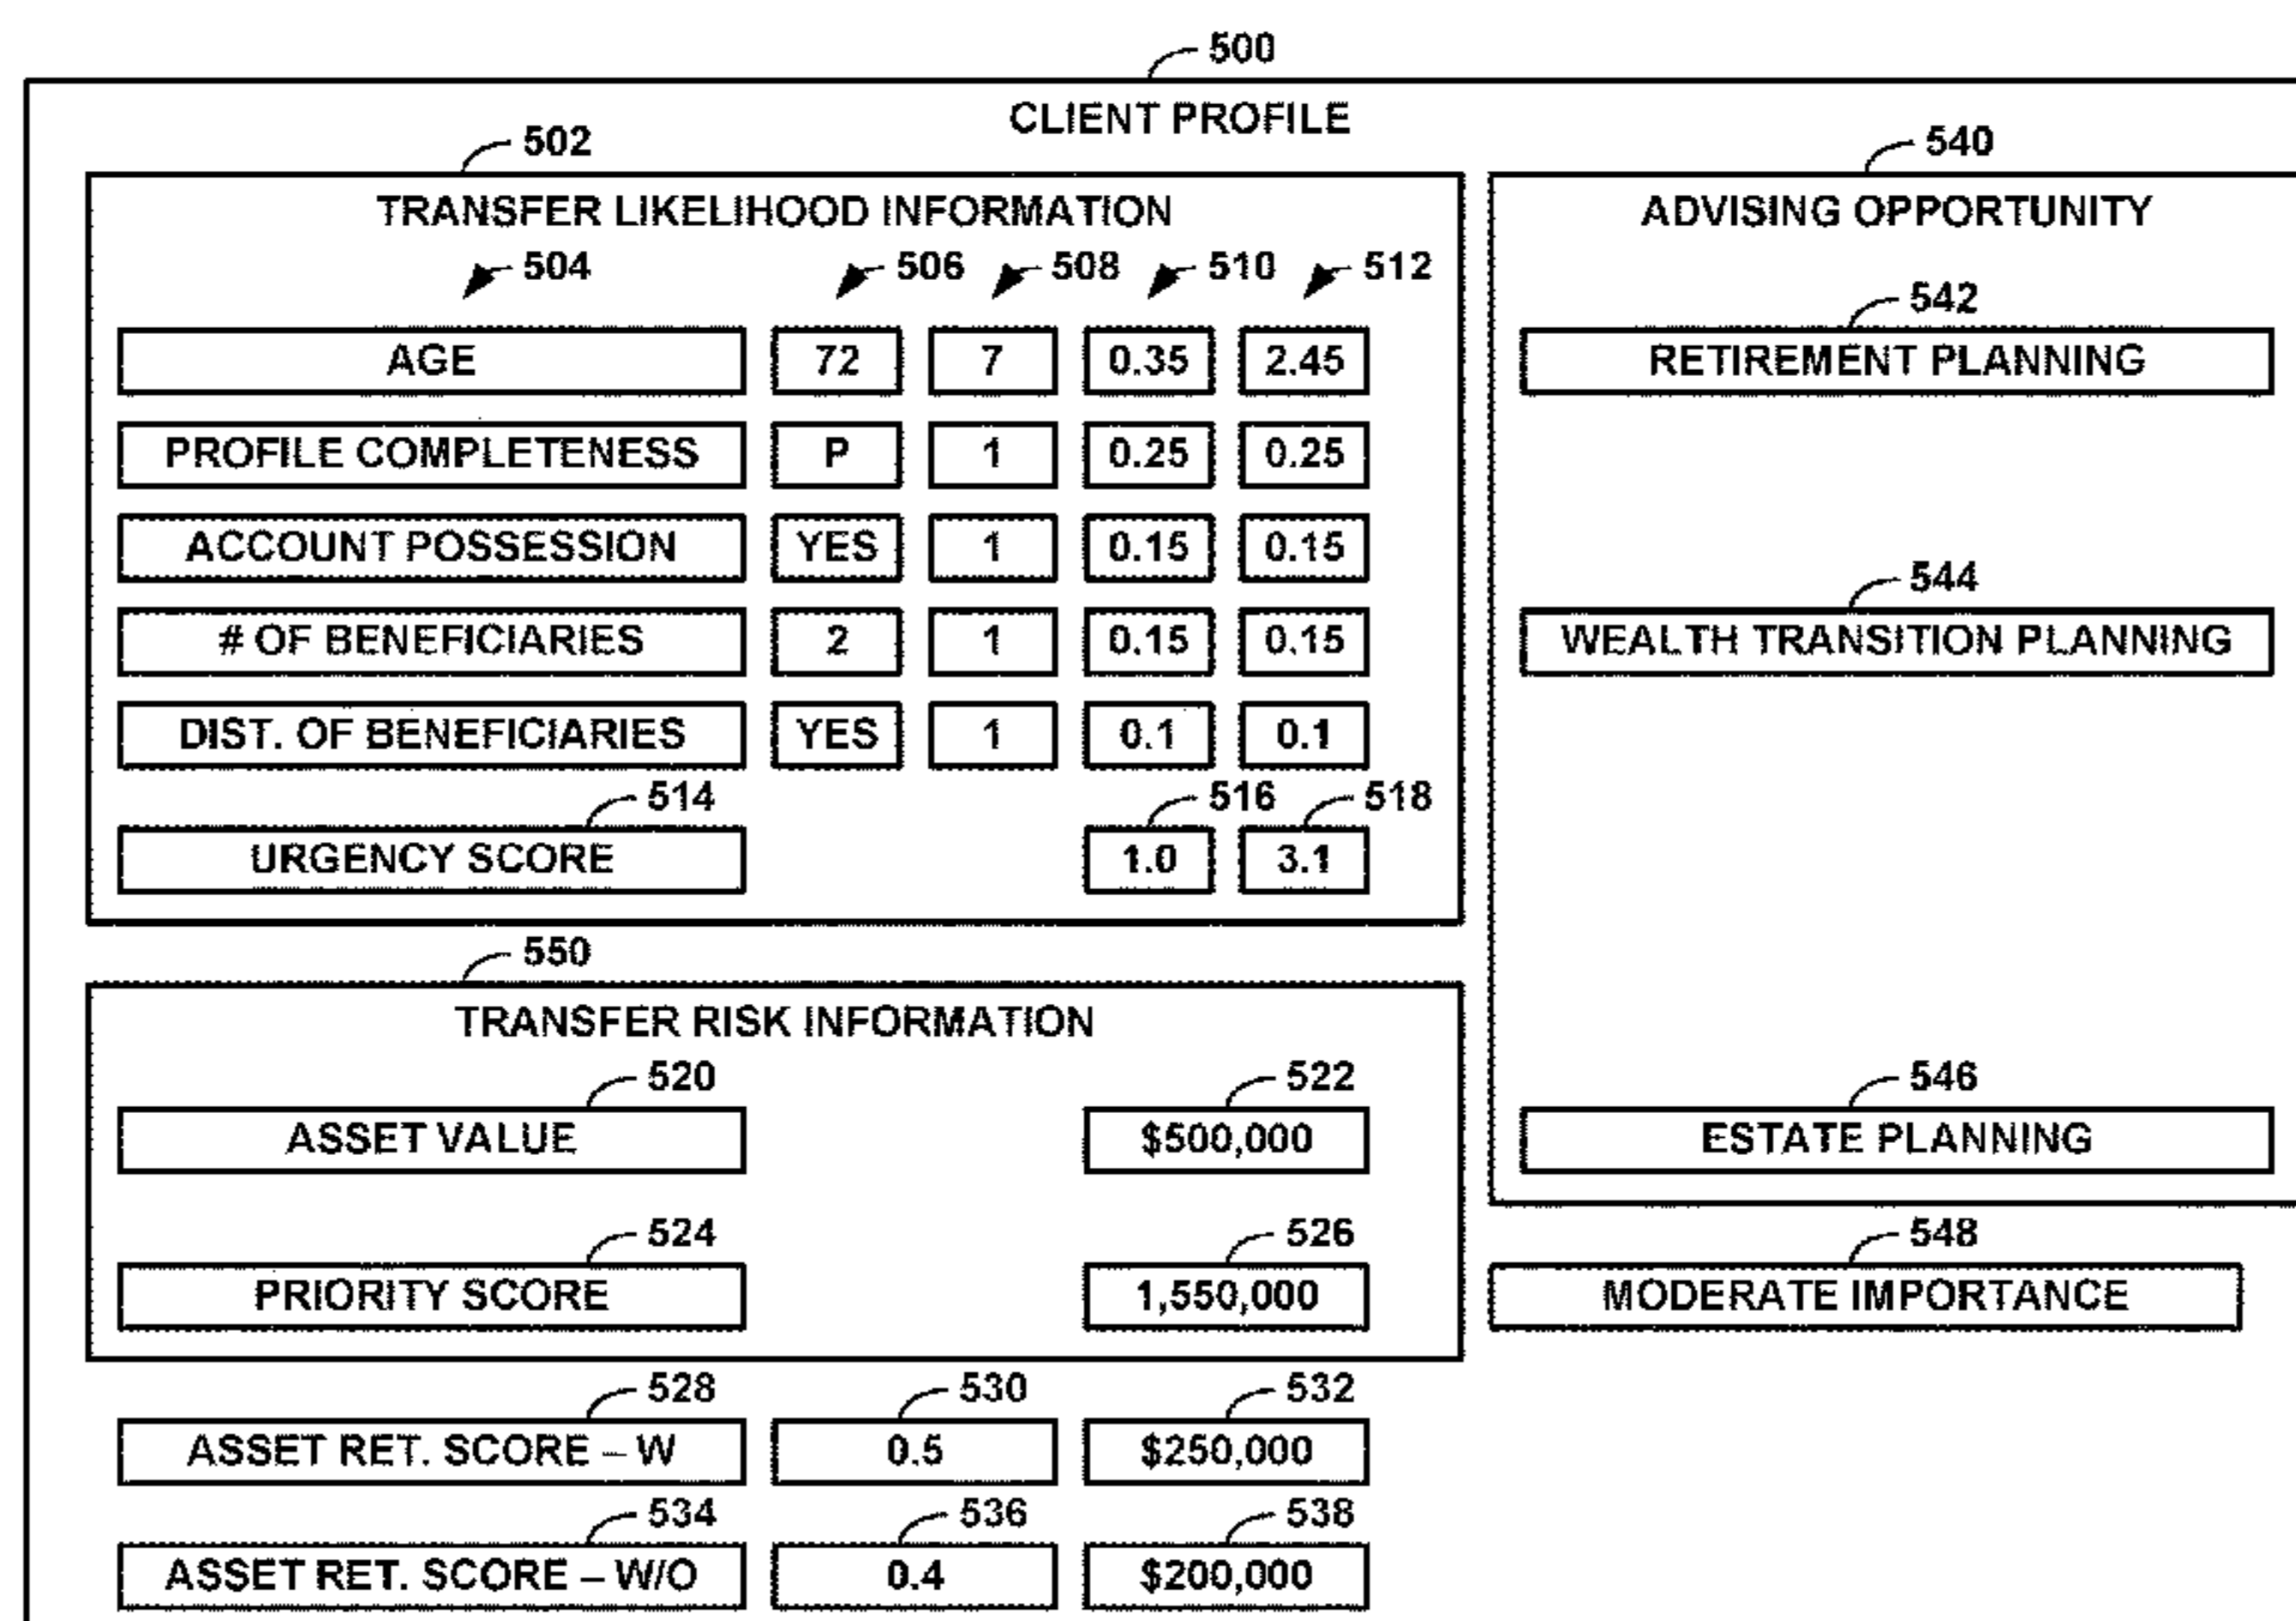 500
CLIENT PROFILE
502
TRANSFER LIKELIHOOD INFORMATION
504 506 508 510 512
AGE 72 7 0.35 2.45
PROFILE COMPLETENESS P 1 0.25 0.25
ACCOUNT POSSESSION YES 1 0.15 0.15
# OF BENEFICIARIES 2 1 0.15 0.15
DIST. OF BENEFICIARIES YES 1 0.1 0.1
514 516 518
URGENCY SCORE 1.0 3.1
550
TRANSFER RISK INFORMATION
520 522
ASSET VALUE $500,000
524 526
PRIORITY SCORE 1,550,000
528 530 532
ASSET RET. SCORE – W 0.5 $250,000
534 536 538
ASSET RET. SCORE – W/O 0.4 $200,000
540
ADVISING OPPORTUNITY
542
RETIREMENT PLANNING
544
WEALTH TRANSITION PLANNING
546
ESTATE PLANNING
548
MODERATE IMPORTANCE